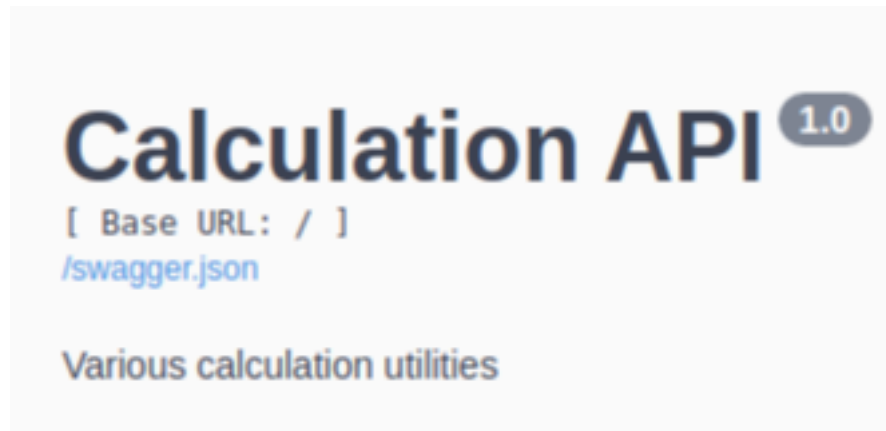 Calculation API 1.0
[ Base URL: / ]
/swagger.json
Various calculation utilities